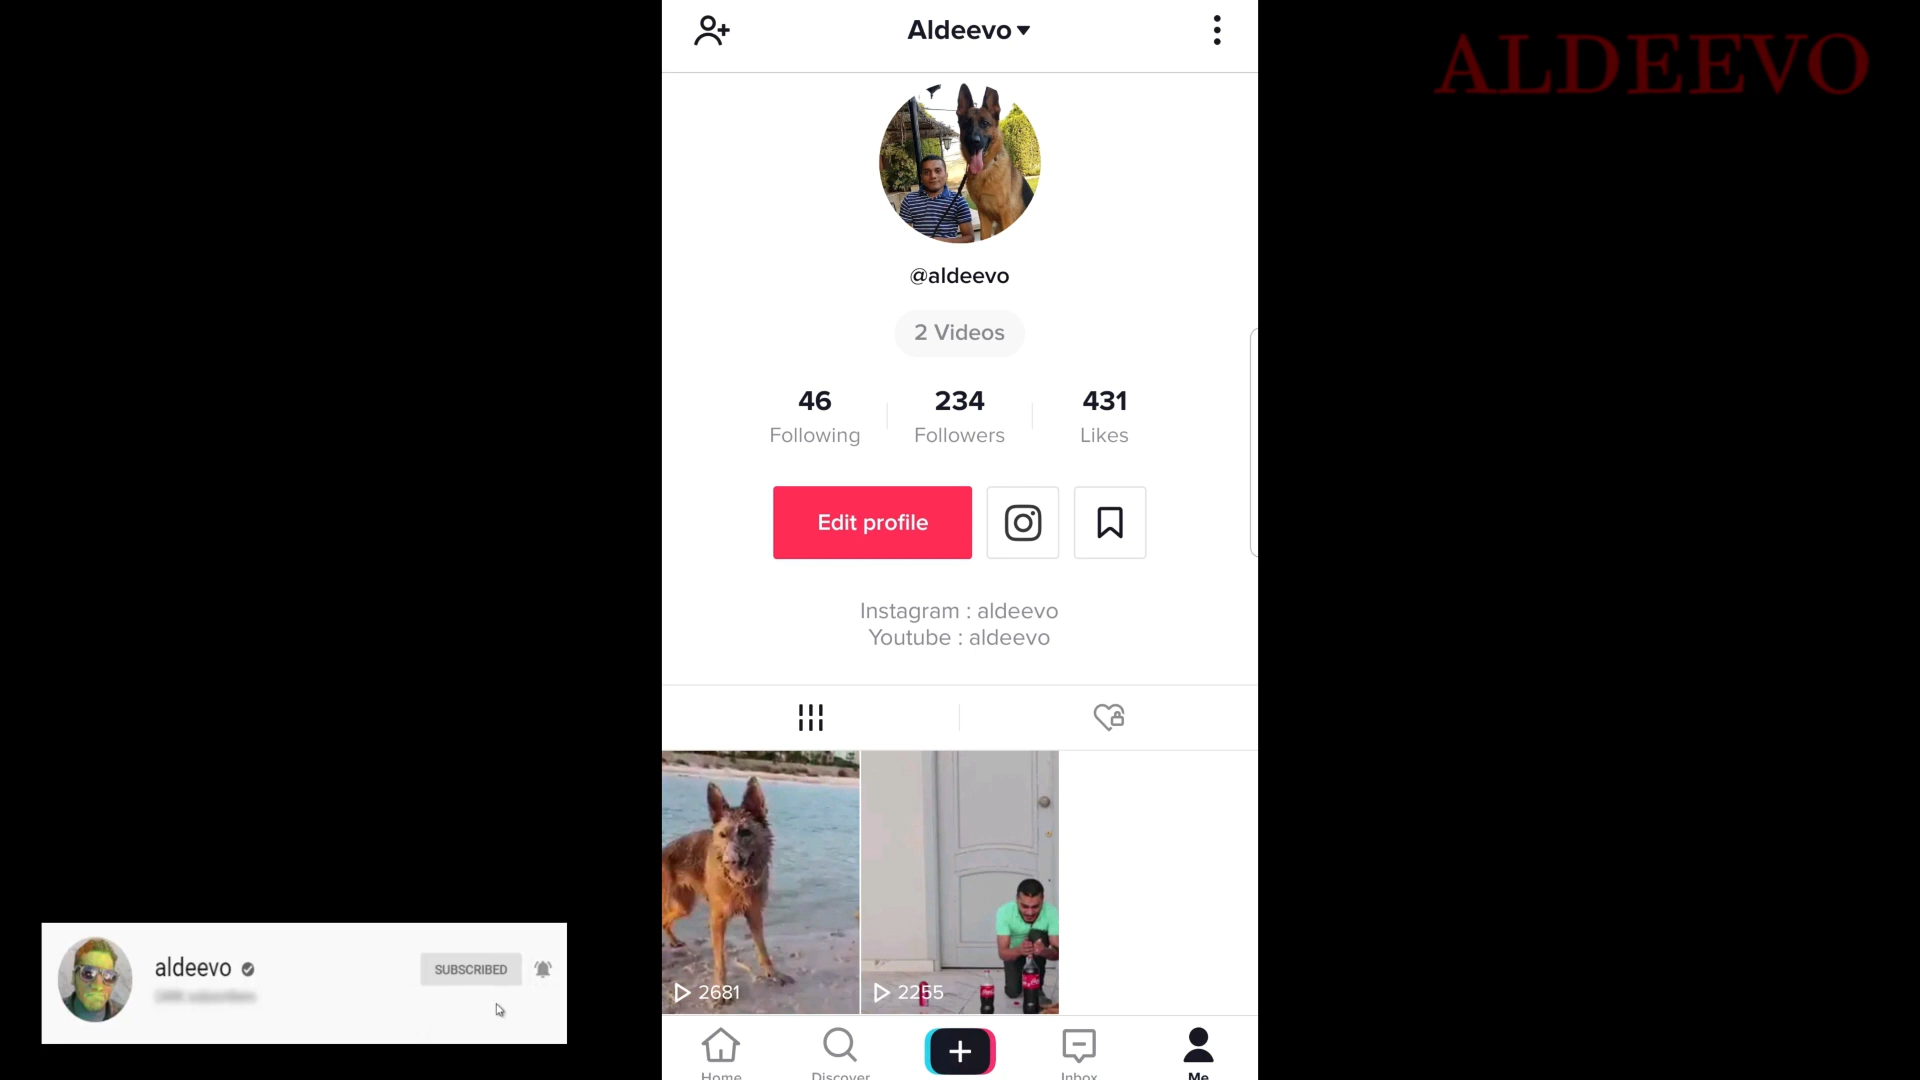 Aldeevo
ALDEEVO
@aldeevo
2 Videos
46
Following
234
Followers
431
Likes
Edit profile
Instagram : aldeevo
Youtube : aldeevo
2681
2255
aldeevo
SUBSCRIBED
Home
Discover
Inbox
Me